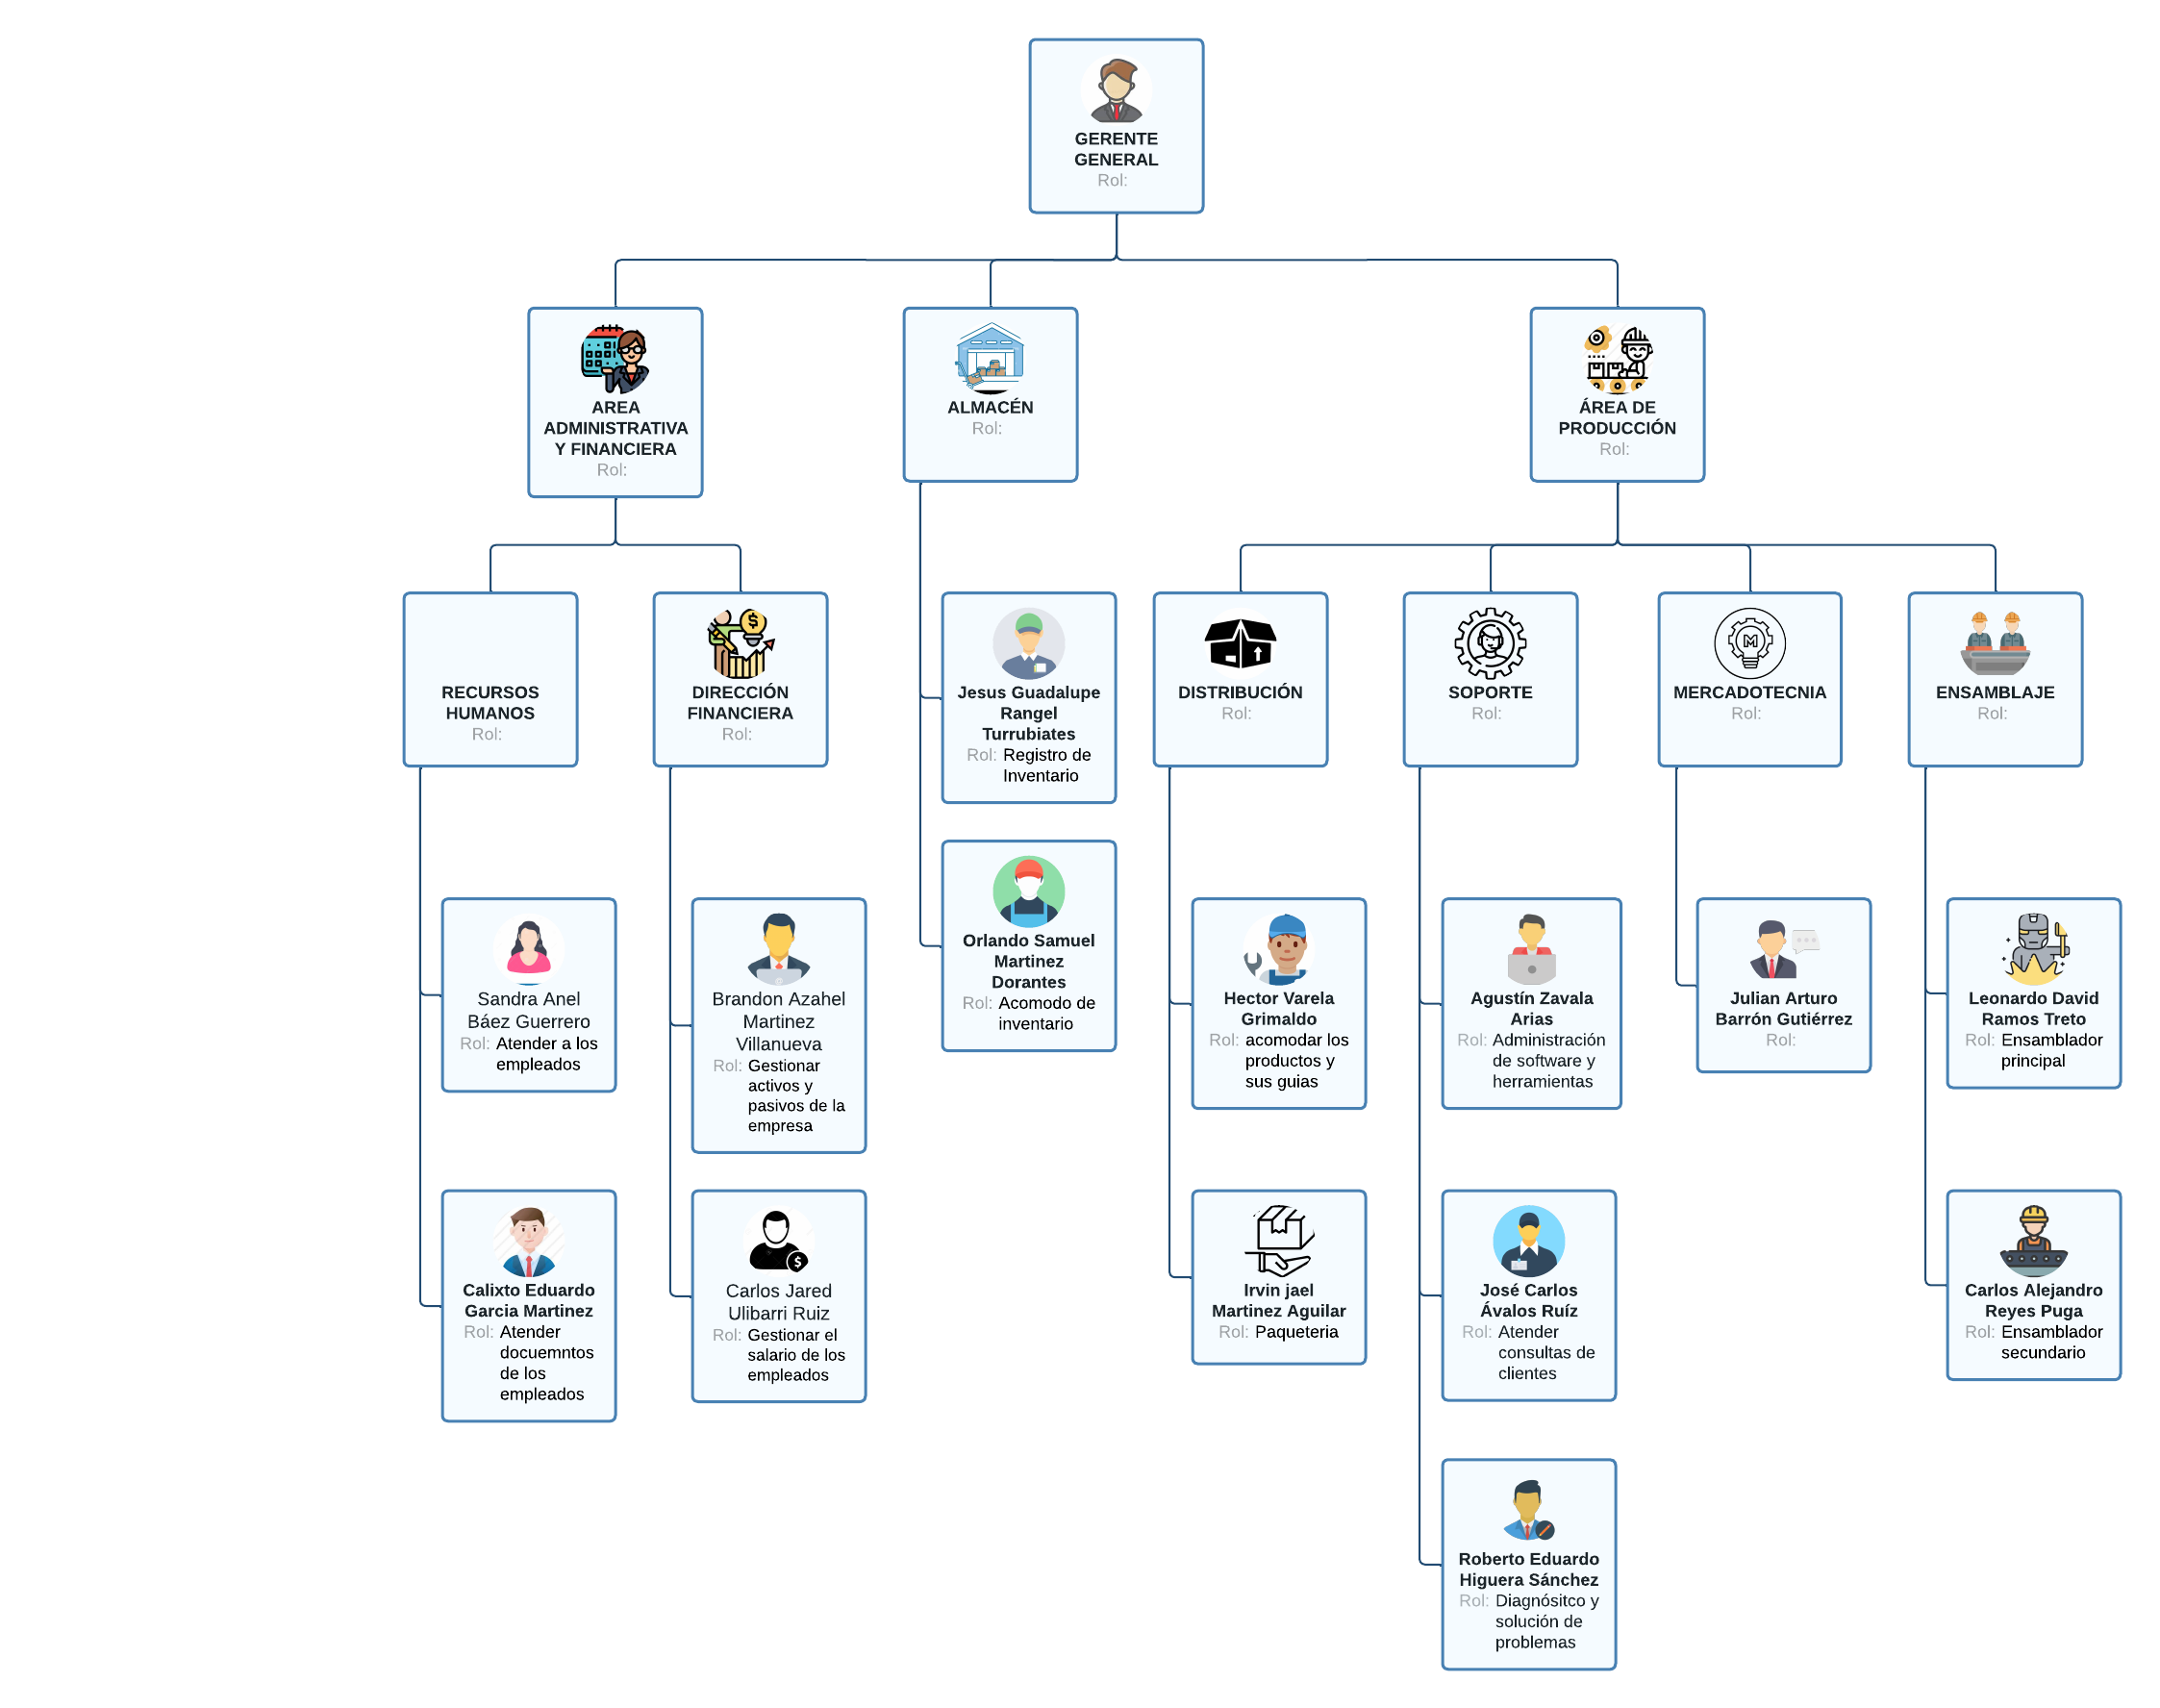 GERENTE
GENERAL
Rol:
AREA
ADMINISTRATIVA
Y FINANCIERA
Rol:
ALMACÉN
Rol:
ÁREA DE
PRODUCCIÓN
Rol:
RECURSOS
HUMANOS
Rol:
DIRECCIÓN
FINANCIERA
Rol:
Jesus Guadalupe
Rangel
Turrubiates
Rol: Registro de
Inventario
DISTRIBUCIÓN
Rol:
SOPORTE
Rol:
MERCADOTECNIA
Rol:
ENSAMBLAJE
Rol:
Orlando Samuel
Martinez
Dorantes
Rol: Acomodo de
inventario
Sandra Anel
Báez Guerrero
Rol: Atender a los
empleados
Brandon Azahel
Martinez
Villanueva
Rol: Gestionar
activos y
pasivos de la
empresa
Hector Varela
Grimaldo
Rol: acomodar los
productos y
sus guias
Agustín Zavala
Arias
Rol: Administración
de software y
herramientas
Julian Arturo
Barrón Gutiérrez
Rol:
Leonardo David
Ramos Treto
Rol: Ensamblador
principal
Calixto Eduardo
Garcia Martinez
Rol: Atender
docuemntos
de los
empleados
Carlos Jared
Ulibarri Ruiz
Rol: Gestionar el
salario de los
empleados
Irvin jael
Martinez Aguilar
Rol: Paqueteria
José Carlos
Ávalos Ruíz
Rol: Atender
consultas de
clientes
Carlos Alejandro
Reyes Puga
Rol: Ensamblador
secundario
Roberto Eduardo
Higuera Sánchez
Rol: Diagnósitco y
solución de
problemas